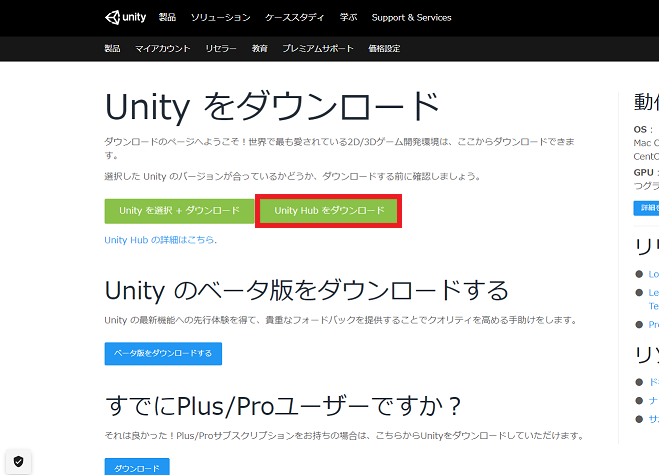 unity 製品 ソリューション ケーススタディ 学ぶ Support & Services
製品 マイアカウント リセラー 教育 プレミアムサポート 価格設定
Unity をダウンロード
ダウンロードのページへようこそ！世界で最も愛されている2D/3Dゲーム開発環境は、ここからダウンロードできま
す。
選択した Unity のバージョンが合っているかどうか、ダウンロードする前に確認しましょう。
Unity を選択 + ダウンロード
Unity Hub をダウンロード
Unity Hub の詳細はこちら.
Unity のベータ版をダウンロードする
Unity の最新機能への先行体験を得て、貴重なフォードバックを提供することでクオリティを高める手助けをします。
ベータ版をダウンロードする
すでにPlus/Proユーザーですか？
それは良かった！Plus/Proサブスクリプションをお持ちの場合は、こちらからUnityをダウンロードしていただけます。
ダウンロード
動作
OS：
Mac O
CentO
GPU：
つグラ
詳細を
リリ
Lo
Le
Te
Pr
リソ
ド
ナ
サ